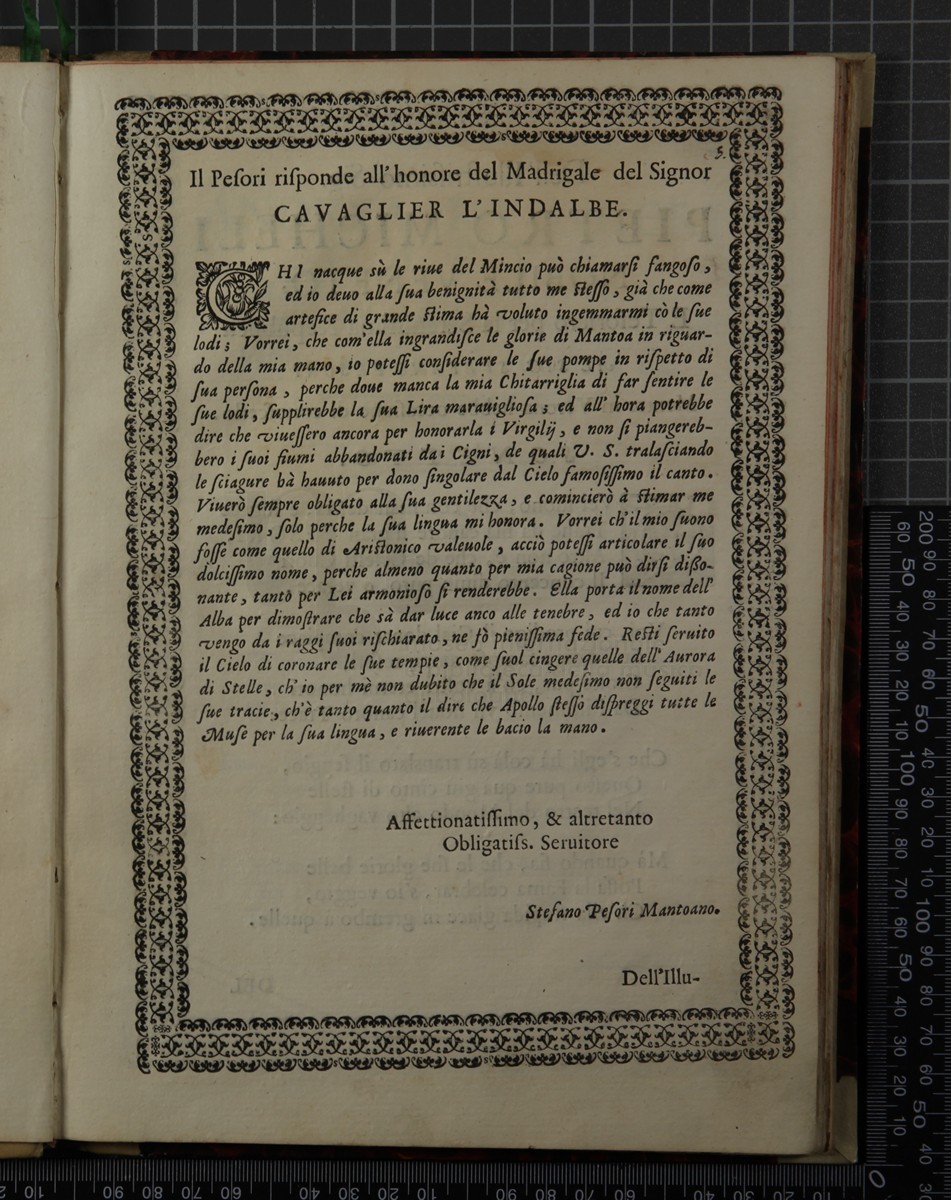 5.
Il Peſori riſponde all'honore del Madrigale del Signor
CAVAGLIER L'INDALBE.
CHI nacque sù le riue del Mincio può chiamarſi fangoſo,
ed io deuo alla ſua benignità tutto me ſteſſo, già che come
artefice di grande ſtima hà voluto ingemmarmi cò le ſue
lodi; Vorrei, che com'ella ingrandiſce le glorie di Mantoa in riguar-
do della mia mano, io poteſſi conſiderare le ſue pompe in riſpetto di
ſua perſona, perche doue manca la mia Chitarriglia di far ſentire le
ſue lodi, ſupplirebbe la ſua Lira marauiglioſa; ed all' hora potrebbe
dire che viueſſero ancora per honorarla i Virgilij, e non ſi piangereb-
bero i ſuoi fiumi abbandonati dai Cigni, de quali V. S. tralaſciando
le ſciagure hà hauuto per dono ſingolare dal Cielo famoſiſſimo il canto.
Viuerò ſempre obligato alla ſua gentilezza, e comincierò à ſtimar me
medeſimo, ſolo perche la ſua lingua mi honora. Vorrei ch'il mio ſuono
foſſe come quello di Ariſtonico valeuole, acciò poteſſi articolare il ſuo
dolciſſimo nome, perche almeno quanto per mia cagione può dirſi diſſo-
nante, tantò per Lei armonioſo ſi renderebbe. Ella porta il nome dell'
Alba per dimoſtrare che sà dar luce anco alle tenebre, ed io che tanto
vengo da i raggi ſuoi riſchiarato, ne fò pieniſſima fede. Reſti ſeruito
il Cielo di coronare le ſue tempie, come ſuol cingere quelle dell'Aurora
di Stelle, ch' io per mè non dubito che il Sole medeſimo non ſeguiti le
ſue tracie, ch'è tanto quanto il dire che Apollo ſteſſo diſpreggi tutte le
Muſe per la ſua lingua, e riuerente le bacio la mano.
Affettionatiſſimo, & altretanto
Obligatiſs. Seruitore
Stefano Peſori Mantoano.
Dell'Illu-